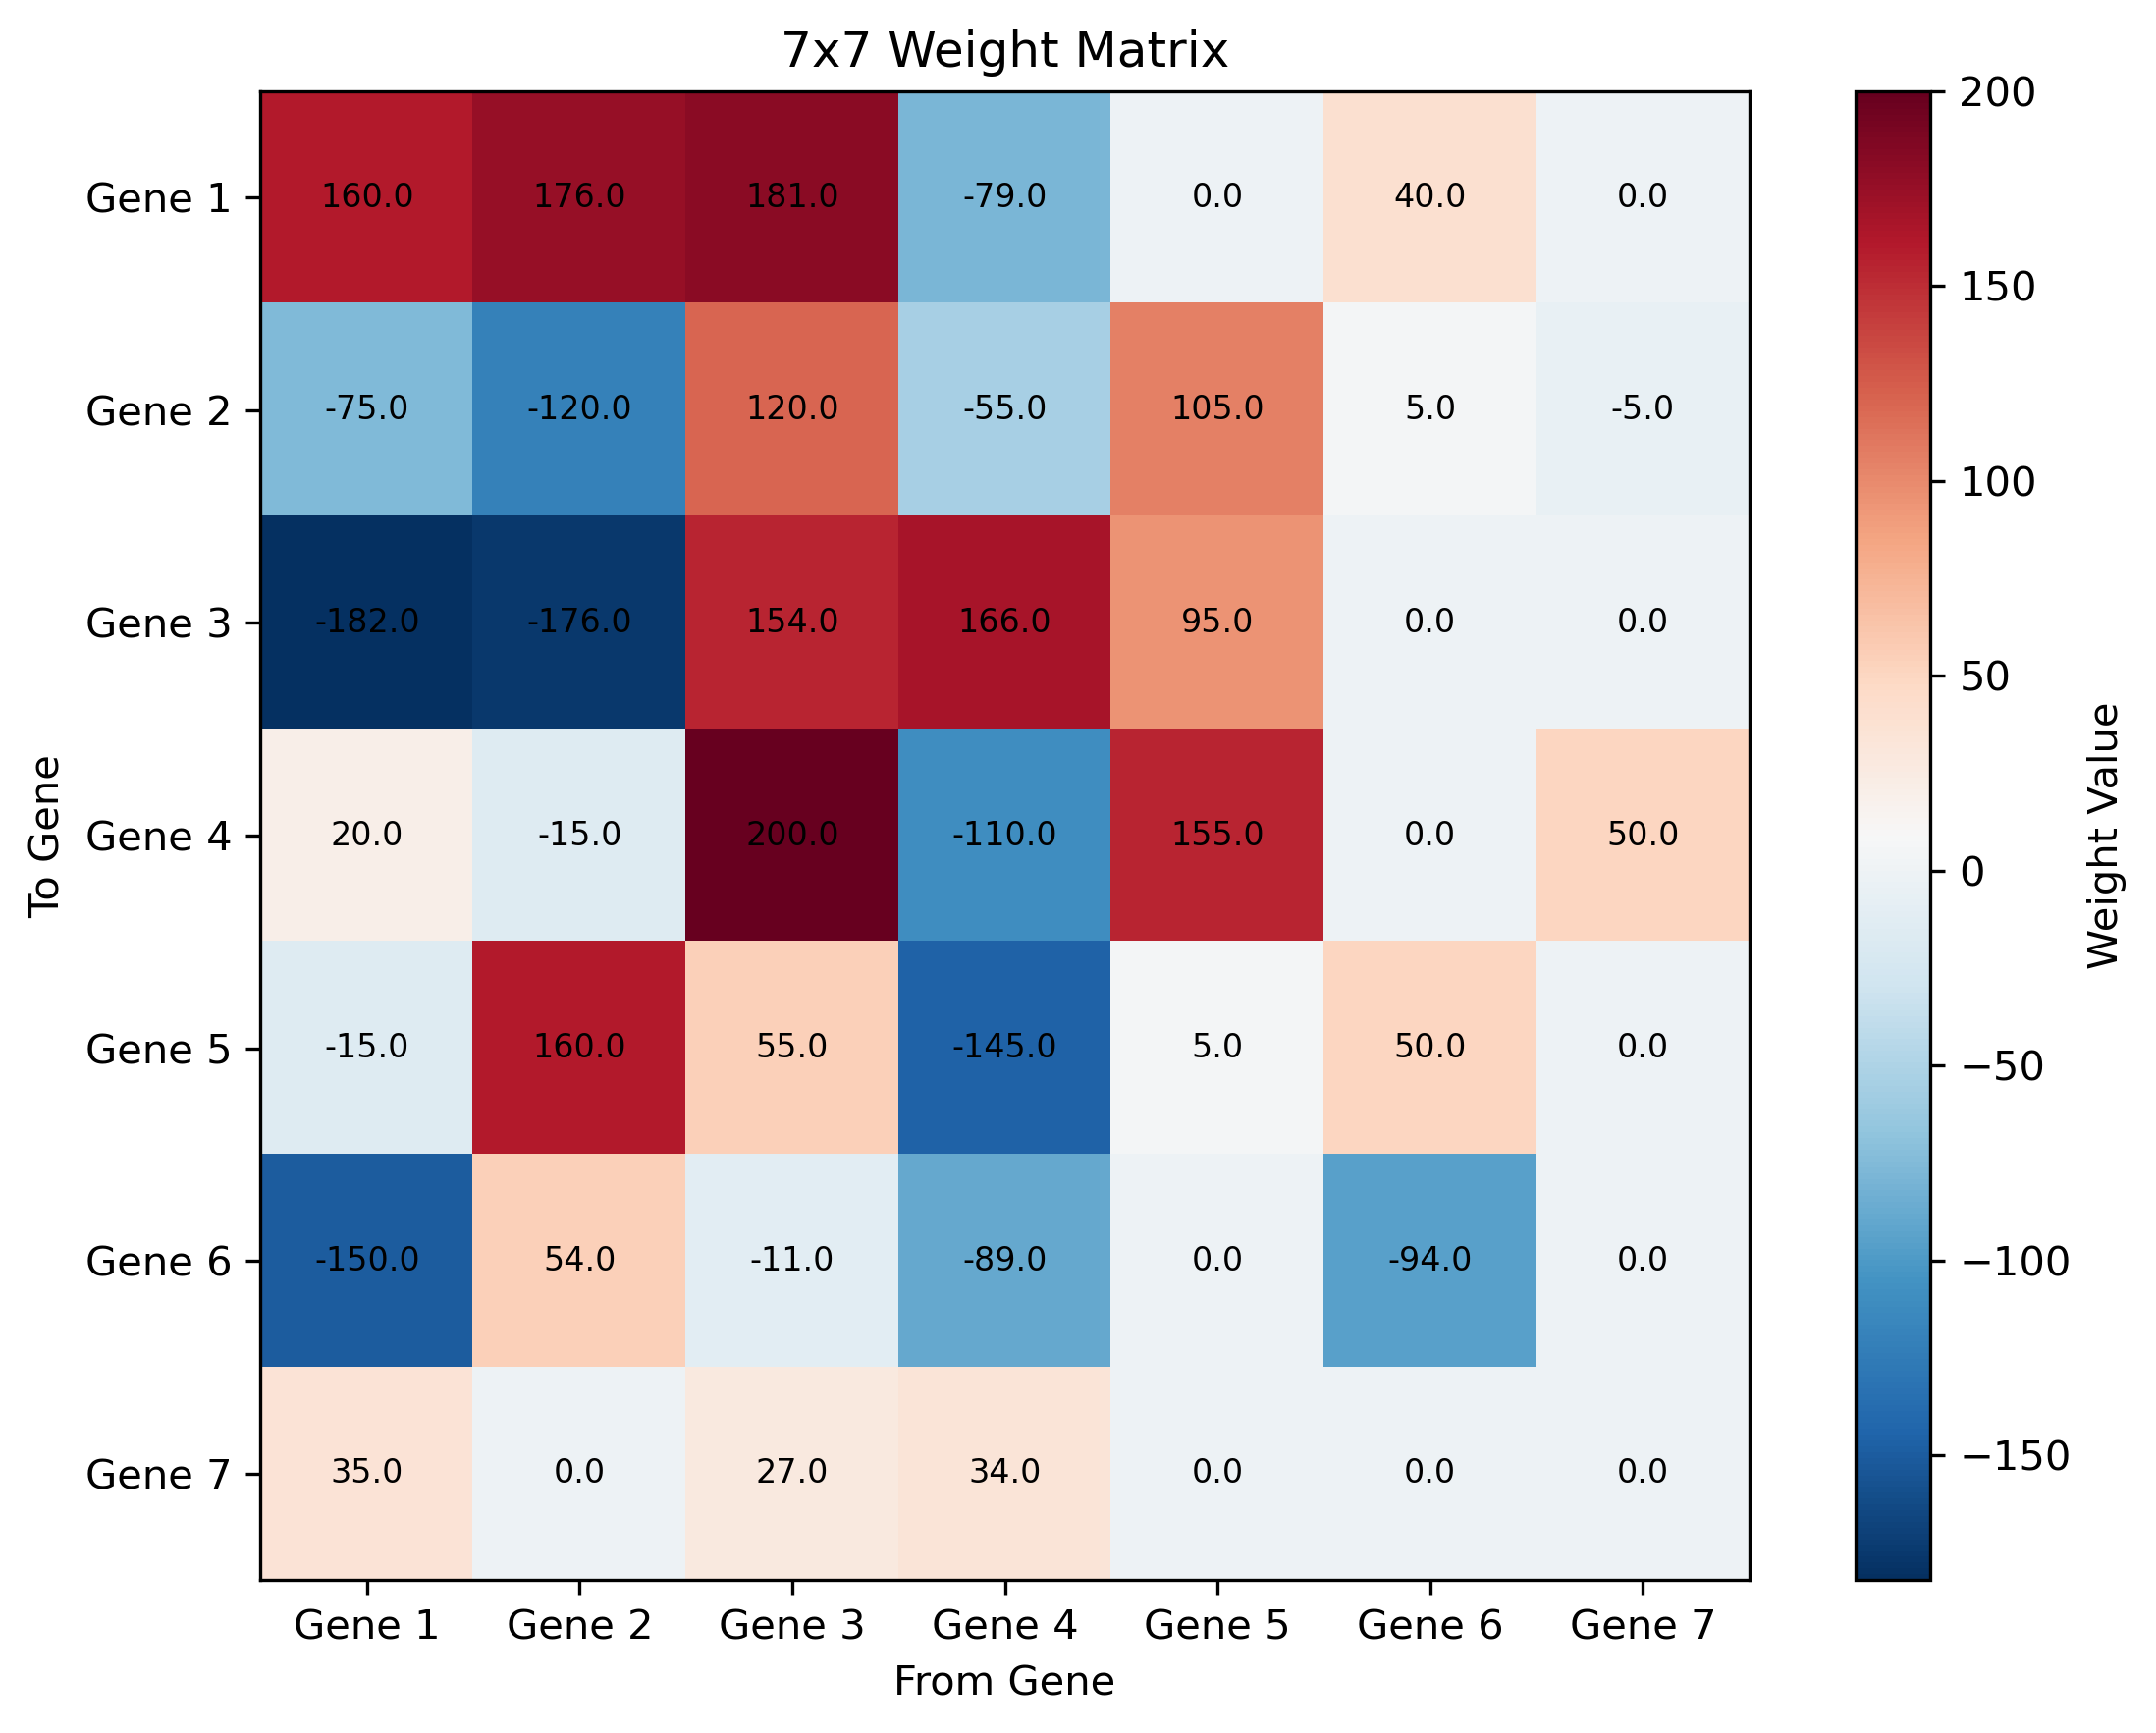 7x7 Weight Matrix
Gene 1 160.0 176.0 181.0 -79.0 0.0 40.0 0.0
Gene 2 -75.0 -120.0 120.0 -55.0 105.0 5.0 -5.0
Gene 3 -182.0 -176.0 154.0 166.0 95.0 0.0 0.0
Gene 4 20.0 -15.0 200.0 -110.0 155.0 0.0 50.0
Gene 5 -15.0 160.0 55.0 -145.0 5.0 50.0 0.0
Gene 6 -150.0 54.0 -11.0 -89.0 0.0 -94.0 0.0
Gene 7 35.0 0.0 27.0 34.0 0.0 0.0 0.0
Gene 1 Gene 2 Gene 3 Gene 4 Gene 5 Gene 6 Gene 7
From Gene
To Gene
200
150
100
50
0
−50
−100
−150
Weight Value